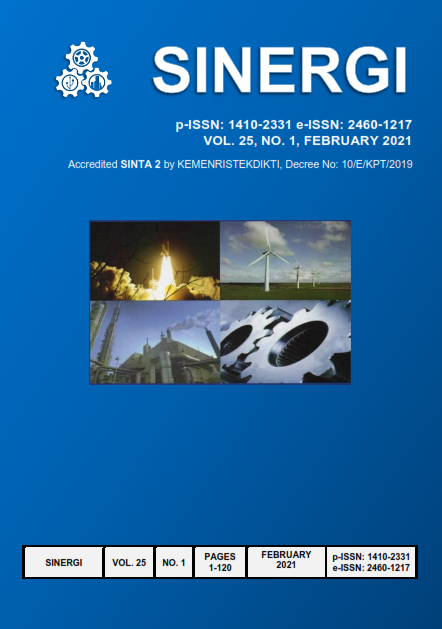 SINERGI
p-ISSN: 1410-2331 e-ISSN: 2460-1217
VOL. 25, NO. 1, FEBRUARY 2021
Accredited SINTA 2 by KEMENRISTEKDIKTI, Decree No: 10/E/KPT/2019
SINERGI
VOL. 25
NO. 1
PAGES
1-120
FEBRUARY
2021
p-ISSN: 1410-2331
e-ISSN: 2460-1217